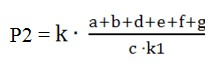 P2 = k · a+b+d+e+f+g
c ·k1